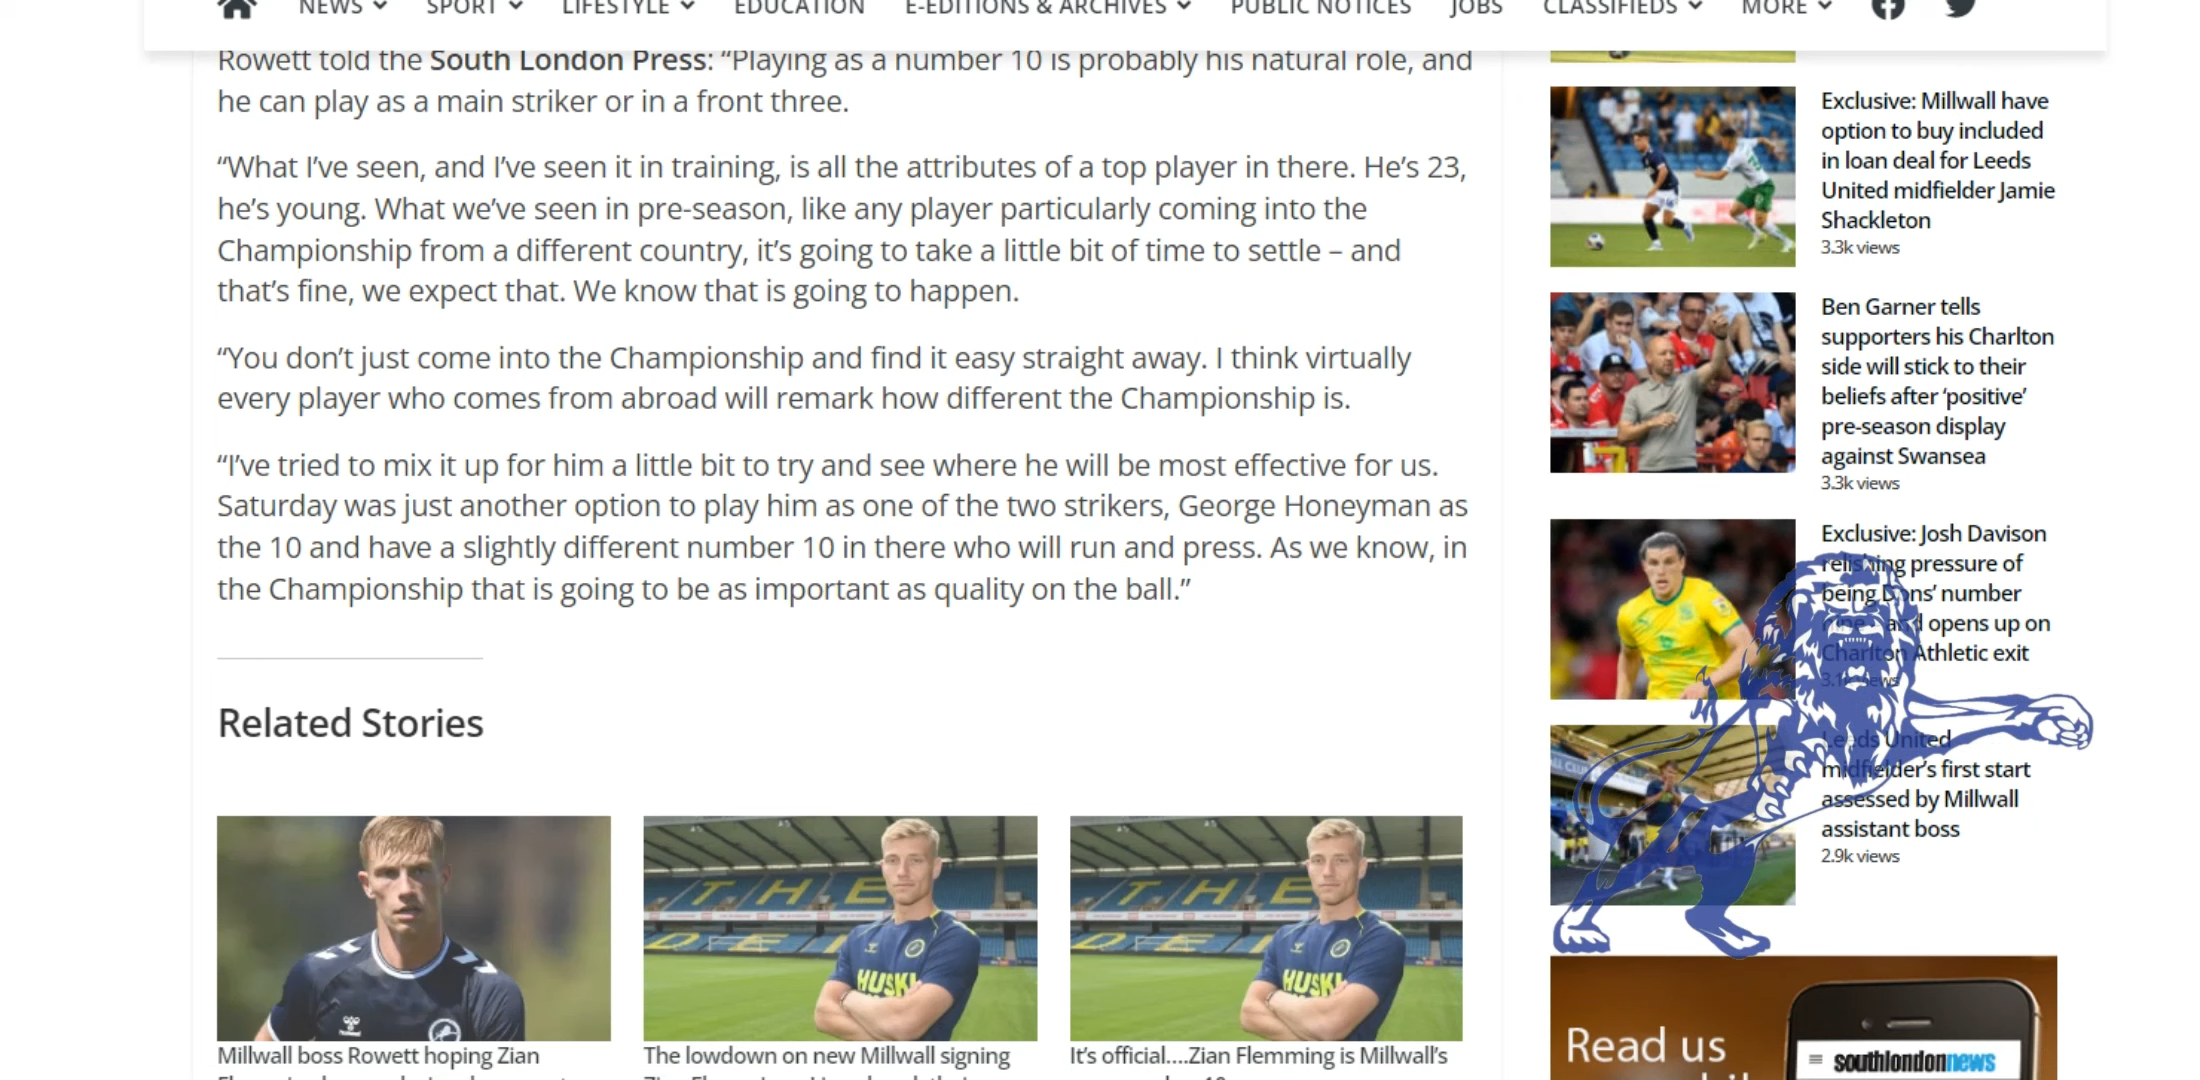 NEWS SPORT LIFESTYLE EDUCATION E-EDITIONS & ARCHIVES PUBLIC NOTICES JOBS CLASSIFIEDS MORE
Rowett told the South London Press: “Playing as a number 10 is probably his natural role, and
he can play as a main striker or in a front three.
“What I’ve seen, and I’ve seen it in training, is all the attributes of a top player in there. He’s 23,
he’s young. What we’ve seen in pre-season, like any player particularly coming into the
Championship from a different country, it’s going to take a little bit of time to settle – and
that’s fine, we expect that. We know that is going to happen.
“You don’t just come into the Championship and find it easy straight away. I think virtually
every player who comes from abroad will remark how different the Championship is.
“I’ve tried to mix it up for him a little bit to try and see where he will be most effective for us.
Saturday was just another option to play him as one of the two strikers, George Honeyman as
the 10 and have a slightly different number 10 in there who will run and press. As we know, in
the Championship that is going to be as important as quality on the ball.”
Related Stories
THE
DE
HUSKI
Millwall boss Rowett hoping Zian
THE
DE
HUSKI
The lowdown on new Millwall signing
It’s official....Zian Flemming is Millwall’s
Exclusive: Millwall have
option to buy included
in loan deal for Leeds
United midfielder Jamie
Shackleton
3.3k views
Ben Garner tells
supporters his Charlton
side will stick to their
beliefs after ‘positive’
pre-season display
against Swansea
3.3k views
Exclusive: Josh Davison
relishing pressure of
being Dons’ number
nine - and opens up on
Charlton Athletic exit
views
Leeds United
midfielder’s first start
assessed by Millwall
assistant boss
2.9k views
Read us
southlondonnews